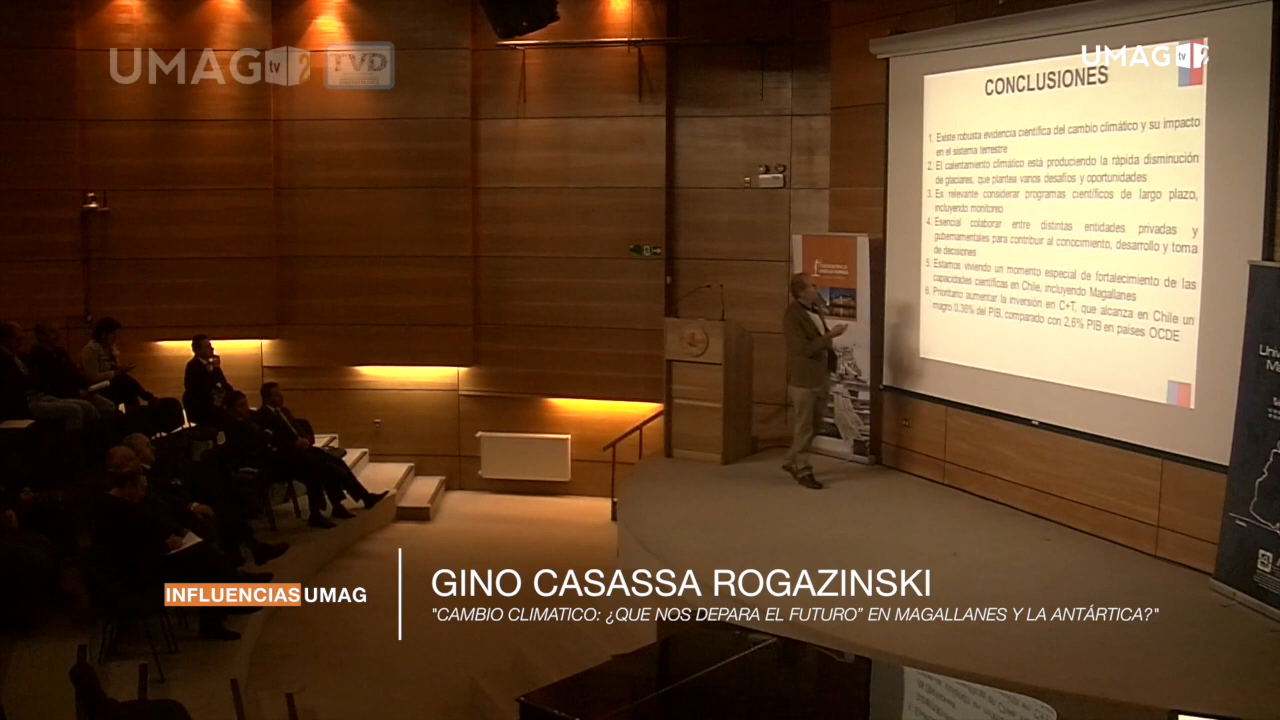 UMAG tv
TVD
UMAG tv
CONCLUSIONES
1. Existe robusta evidencia científica del cambio climático y su impacto
en el sistema terrestre
2. El calentamiento climático está produciendo la rápida disminución
de glaciares, que plantea varios desafíos y oportunidades
3. Es relevante considerar programas científicos de largo plazo,
incluyendo monitoreo
4. Esencial colaborar entre distintas entidades privadas y
gubernamentales para contribuir al conocimiento, desarrollo y toma
de decisiones
5. Estamos viviendo un momento especial de fortalecimiento de las
capacidades científicas en Chile, incluyendo Magallanes
6. Prioritario aumentar la inversión en C+T, que alcanza en Chile un
magro 0.36% del PIB, comparado con 2,6% PIB en países OCDE
INFLUENCIAS UMAG
GINO CASASSA ROGAZINSKI
"CAMBIO CLIMATICO: ¿QUE NOS DEPARA EL FUTURO” EN MAGALLANES Y LA ANTÁRTICA?"